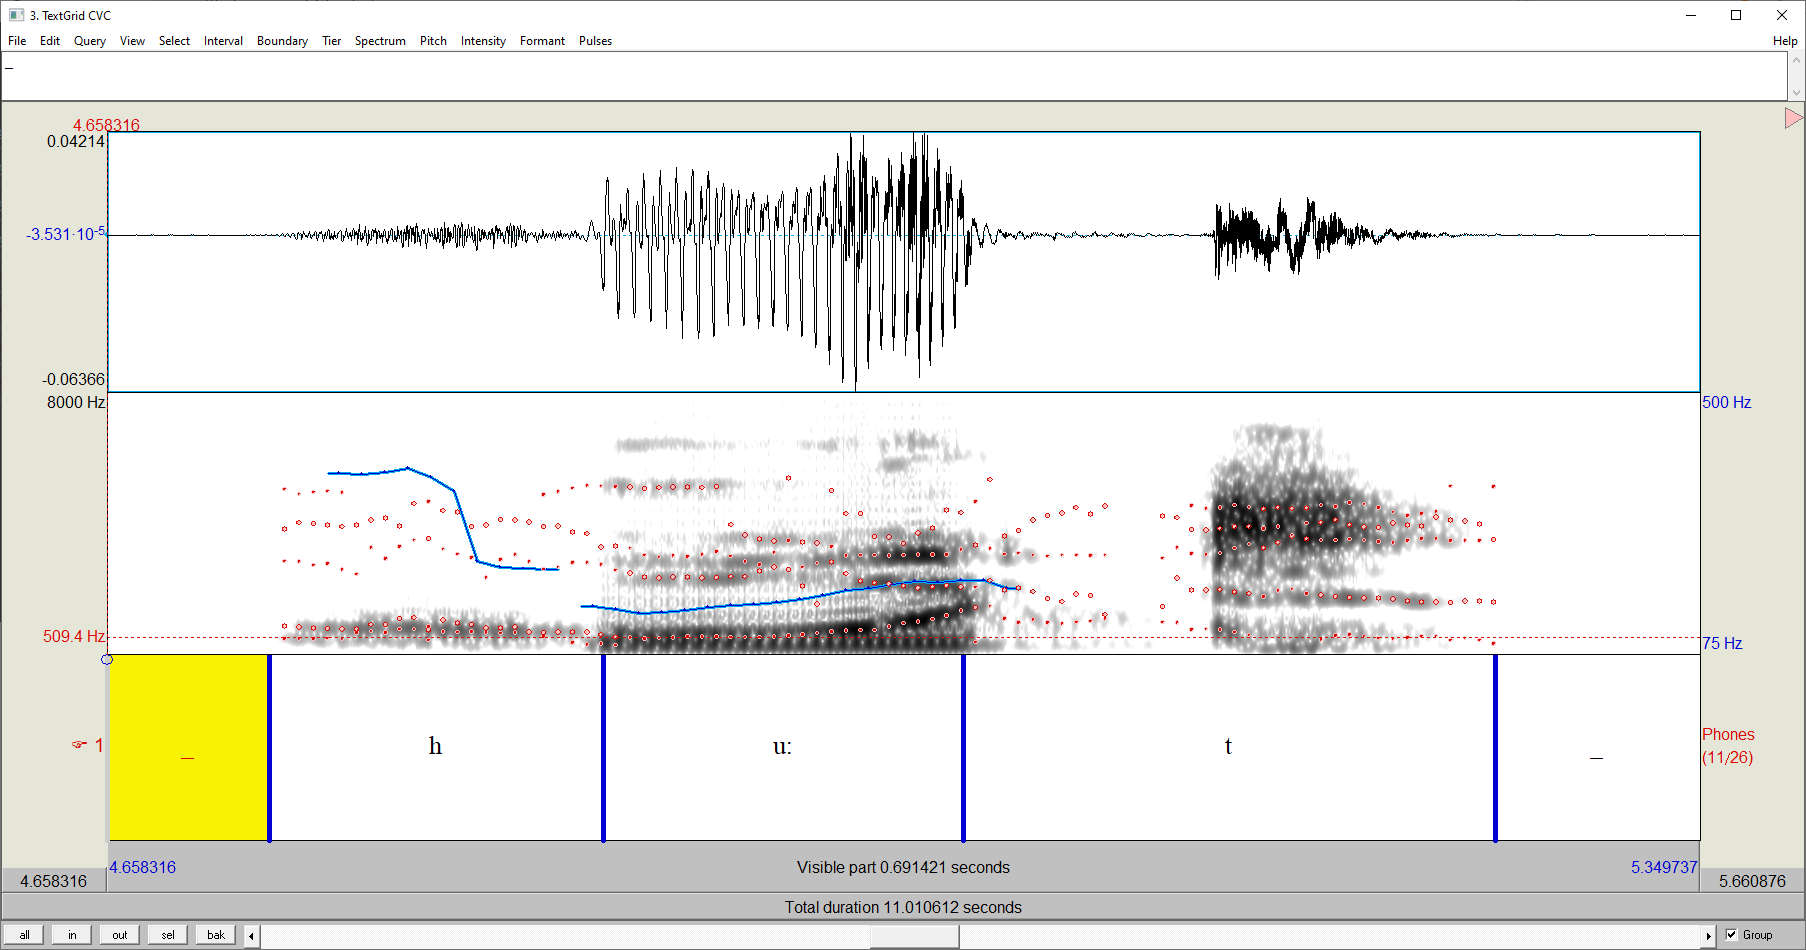 3. TextGrid CVC
File Edit Query View Select Interval Boundary Tier Spectrum Pitch Intensity Formant Pulses Help
_
4.658316
0.04214
-3.531·10⁻⁵
-0.06366
8000 Hz 500 Hz
509.4 Hz 75 Hz
☞ 1 _ h u: t _ Phones
(11/26)
4.658316 Visible part 0.691421 seconds 5.349737
4.658316 5.660876
Total duration 11.010612 seconds
all in out sel bak Group